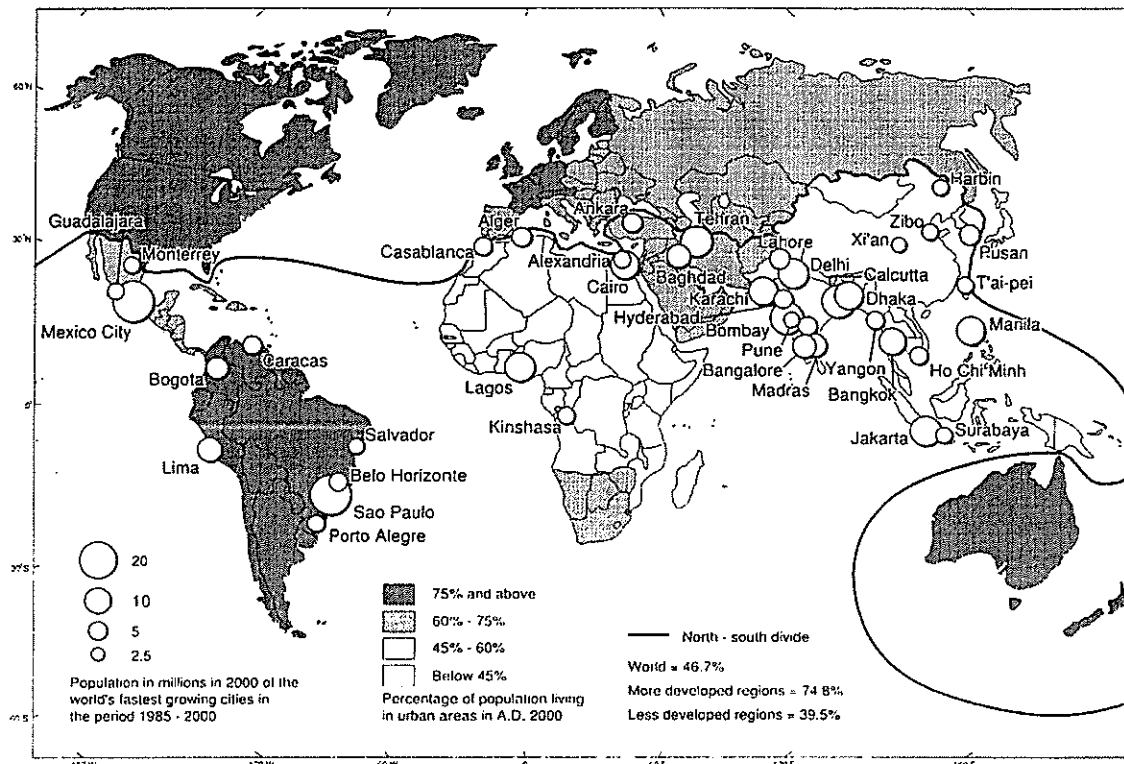 60°N
30°N
0°
Guadalajara
Monterrey
Mexico City
Caracas
Bogota
Lima
Salvador
Belo Horizonte
Sao Paulo
Porto Alegre
Casablanca
Alger
Ankara
Tehran
Alexandria
Cairo
Baghdad
Lagos
Kinshasa
Lahore
Delhi
Karachi
Calcutta
Dhaka
Hyderabad
Bombay
Pune
Bangalore
Madras
Yangon
Bangkok
Ho Chi Minh
Manila
Jakarta
Surabaya
Harbin
Zibo
Xi'an
Pusan
T'ai-pei
20
10
5
2.5
Population in millions in 2000 of the
world's fastest growing cities in
the period 1985 - 2000
75% and above
60% - 75%
45% - 60%
Below 45%
Percentage of population living
in urban areas in A.D. 2000
North - south divide
World = 46.7%
More developed regions = 74.8%
Less developed regions = 39.5%